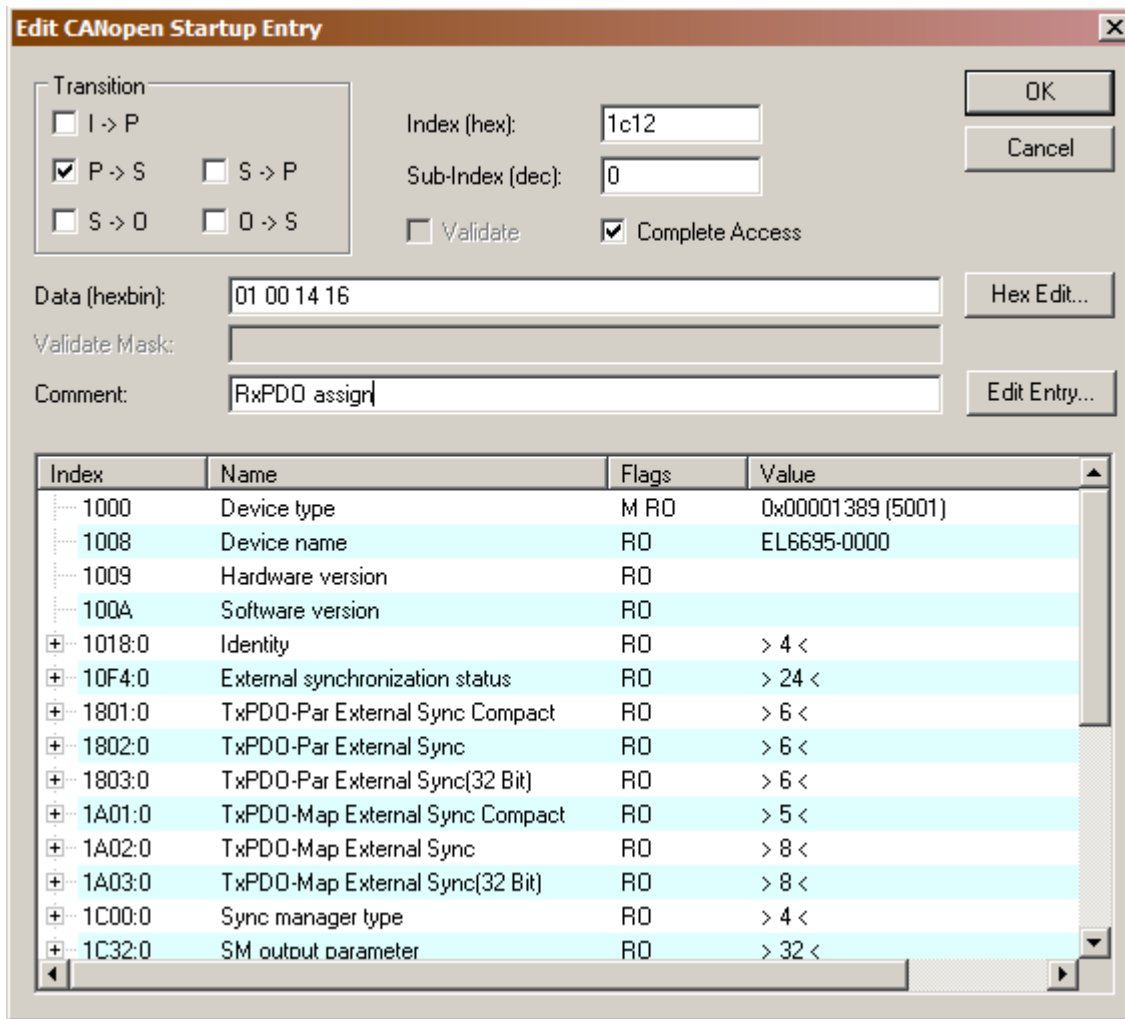 Edit CANopen Startup Entry
Transition
I -> P
P -> S
S -> P
S -> O
O -> S
Index (hex): 1c12
Sub-Index (dec): 0
Validate
Complete Access
OK
Cancel
Data (hexbin): 01 00 14 16 Hex Edit...
Validate Mask:
Comment: RxPDO assign Edit Entry...
Index Name Flags Value
1000 Device type M RO 0x00001389 (5001)
1008 Device name RO EL6695-0000
1009 Hardware version RO
100A Software version RO
1018:0 Identity RO > 4 <
10F4:0 External synchronization status RO > 24 <
1801:0 TxPDO-Par External Sync Compact RO > 6 <
1802:0 TxPDO-Par External Sync RO > 6 <
1803:0 TxPDO-Par External Sync(32 Bit) RO > 6 <
1A01:0 TxPDO-Map External Sync Compact RO > 5 <
1A02:0 TxPDO-Map External Sync RO > 8 <
1A03:0 TxPDO-Map External Sync(32 Bit) RO > 8 <
1C00:0 Sync manager type RO > 4 <
1C32:0 SM output parameter RO > 32 <